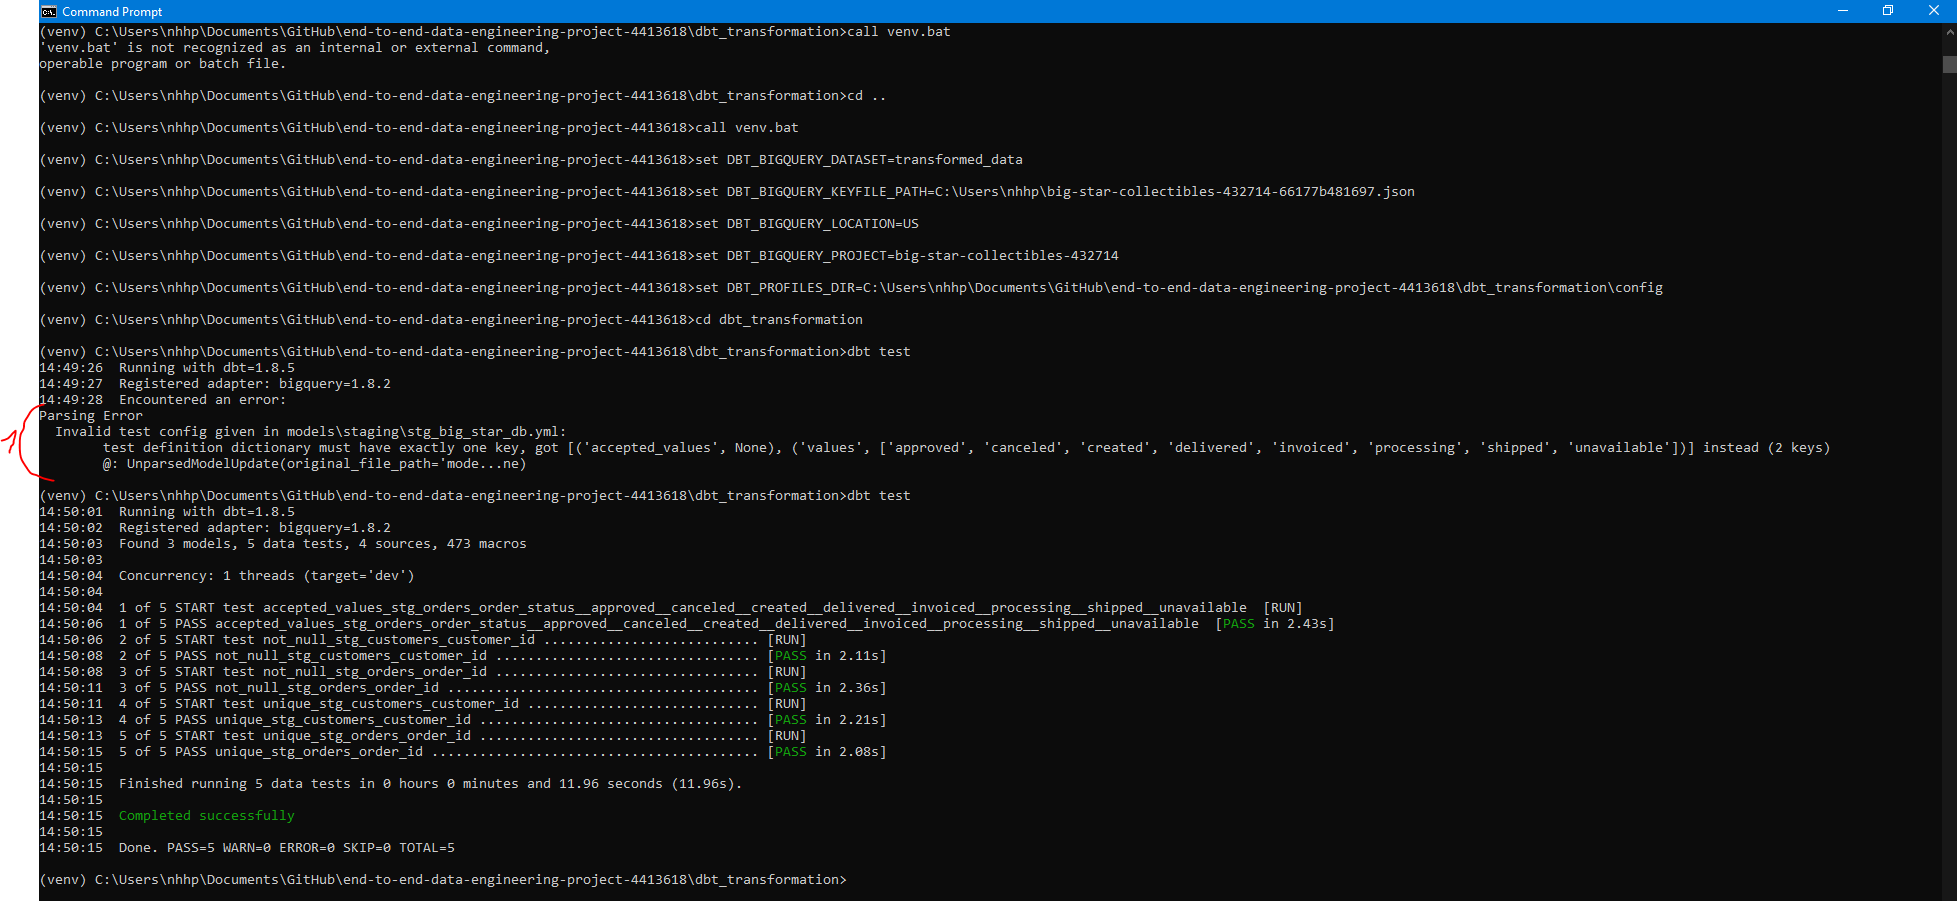 Command Prompt
(venv) C:\Users\nhhp\Documents\GitHub\end-to-end-data-engineering-project-4413618\dbt_transformation>call venv.bat
'venv.bat' is not recognized as an internal or external command,
operable program or batch file.
(venv) C:\Users\nhhp\Documents\GitHub\end-to-end-data-engineering-project-4413618\dbt_transformation>cd ..
(venv) C:\Users\nhhp\Documents\GitHub\end-to-end-data-engineering-project-4413618>call venv.bat
(venv) C:\Users\nhhp\Documents\GitHub\end-to-end-data-engineering-project-4413618>set DBT_BIGQUERY_DATASET=transformed_data
(venv) C:\Users\nhhp\Documents\GitHub\end-to-end-data-engineering-project-4413618>set DBT_BIGQUERY_KEYFILE_PATH=C:\Users\nhhp\big-star-collectibles-432714-66177b481697.json
(venv) C:\Users\nhhp\Documents\GitHub\end-to-end-data-engineering-project-4413618>set DBT_BIGQUERY_LOCATION=US
(venv) C:\Users\nhhp\Documents\GitHub\end-to-end-data-engineering-project-4413618>set DBT_BIGQUERY_PROJECT=big-star-collectibles-432714
(venv) C:\Users\nhhp\Documents\GitHub\end-to-end-data-engineering-project-4413618>set DBT_PROFILES_DIR=C:\Users\nhhp\Documents\GitHub\end-to-end-data-engineering-project-4413618\dbt_transformation\config
(venv) C:\Users\nhhp\Documents\GitHub\end-to-end-data-engineering-project-4413618>cd dbt_transformation
(venv) C:\Users\nhhp\Documents\GitHub\end-to-end-data-engineering-project-4413618\dbt_transformation>dbt test
14:49:26  Running with dbt=1.8.5
14:49:27  Registered adapter: bigquery=1.8.2
14:49:28  Encountered an error:
Parsing Error
1
  Invalid test config given in models\staging\stg_big_star_db.yml:
        test definition dictionary must have exactly one key, got [('accepted_values', None), ('values', ['approved', 'canceled', 'created', 'delivered', 'invoiced', 'processing', 'shipped', 'unavailable'])] instead (2 keys)
        @: UnparsedModelUpdate(original_file_path='mode...ne)
(venv) C:\Users\nhhp\Documents\GitHub\end-to-end-data-engineering-project-4413618\dbt_transformation>dbt test
14:50:01  Running with dbt=1.8.5
14:50:02  Registered adapter: bigquery=1.8.2
14:50:03  Found 3 models, 5 data tests, 4 sources, 473 macros
14:50:03
14:50:04  Concurrency: 1 threads (target='dev')
14:50:04
14:50:04  1 of 5 START test accepted_values_stg_orders_order_status__approved__canceled__created__delivered__invoiced__processing__shipped__unavailable  [RUN]
14:50:06  1 of 5 PASS accepted_values_stg_orders_order_status__approved__canceled__created__delivered__invoiced__processing__shipped__unavailable  [PASS in 2.43s]
14:50:06  2 of 5 START test not_null_stg_customers_customer_id ........................... [RUN]
14:50:08  2 of 5 PASS not_null_stg_customers_customer_id ................................. [PASS in 2.11s]
14:50:08  3 of 5 START test not_null_stg_orders_order_id ................................. [RUN]
14:50:11  3 of 5 PASS not_null_stg_orders_order_id ....................................... [PASS in 2.36s]
14:50:11  4 of 5 START test unique_stg_customers_customer_id ............................. [RUN]
14:50:13  4 of 5 PASS unique_stg_customers_customer_id ................................... [PASS in 2.21s]
14:50:13  5 of 5 START test unique_stg_orders_order_id ................................... [RUN]
14:50:15  5 of 5 PASS unique_stg_orders_order_id ......................................... [PASS in 2.08s]
14:50:15
14:50:15  Finished running 5 data tests in 0 hours 0 minutes and 11.96 seconds (11.96s).
14:50:15
14:50:15  Completed successfully
14:50:15
14:50:15  Done. PASS=5 WARN=0 ERROR=0 SKIP=0 TOTAL=5
(venv) C:\Users\nhhp\Documents\GitHub\end-to-end-data-engineering-project-4413618\dbt_transformation>